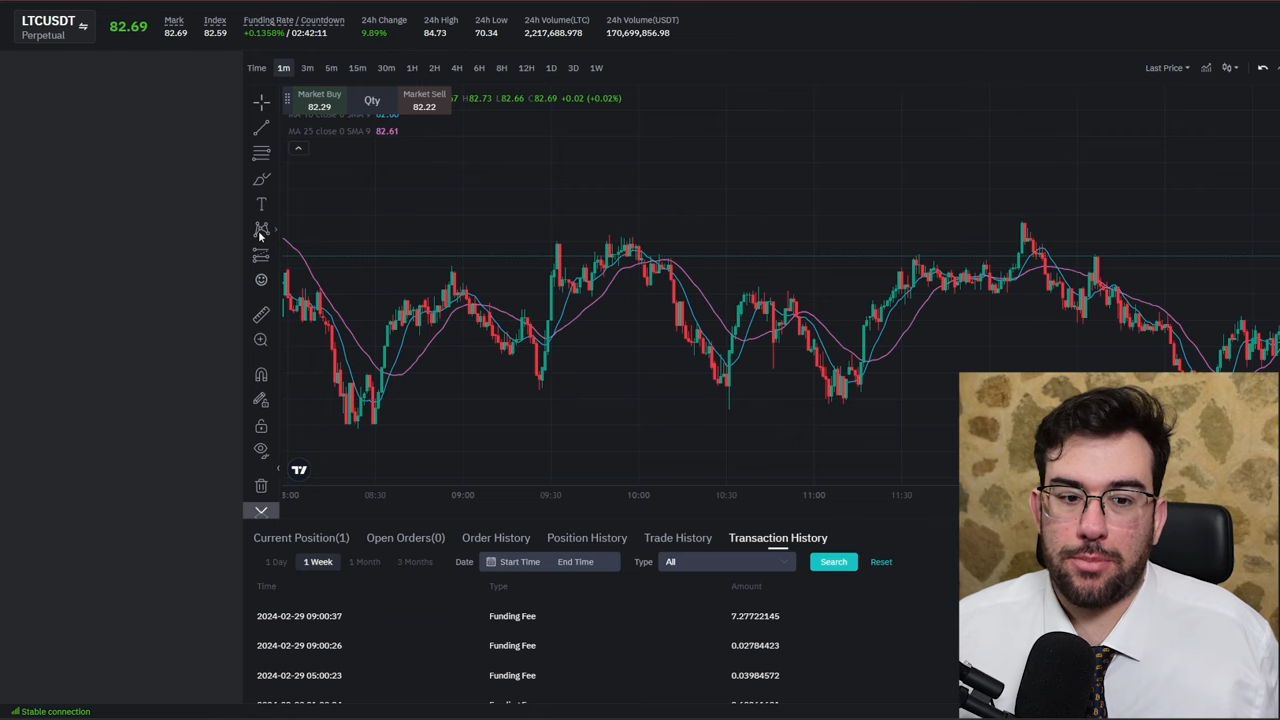 LTCUSDT
Perpetual
82.69
Mark
82.69
Index
82.59
Funding Rate / Countdown
+0.1358% / 02:42:11
24h Change
9.89%
24h High
84.73
24h Low
70.34
24h Volume(LTC)
2,217,688.978
24h Volume(USDT)
170,699,856.98
Time 1m 3m 5m 15m 30m 1H 2H 4H 6H 8H 12H 1D 3D 1W
Last Price
Market Buy
82.29
Qty
Market Sell
82.22
H82.73 L82.66 C82.69 +0.02 (+0.02%)
MA 25 close 0 SMA 9 82.61
08:30 09:00 09:30 10:00 10:30 11:00 11:30
Current Position(1) Open Orders(0) Order History Position History Trade History Transaction History
1 Day 1 Week 1 Month 3 Months Date Start Time End Time Type All Search Reset
Time Type Amount
2024-02-29 09:00:37 Funding Fee 7.27722145
2024-02-29 09:00:26 Funding Fee 0.02784423
2024-02-29 05:00:23 Funding Fee 0.03984572
Stable connection